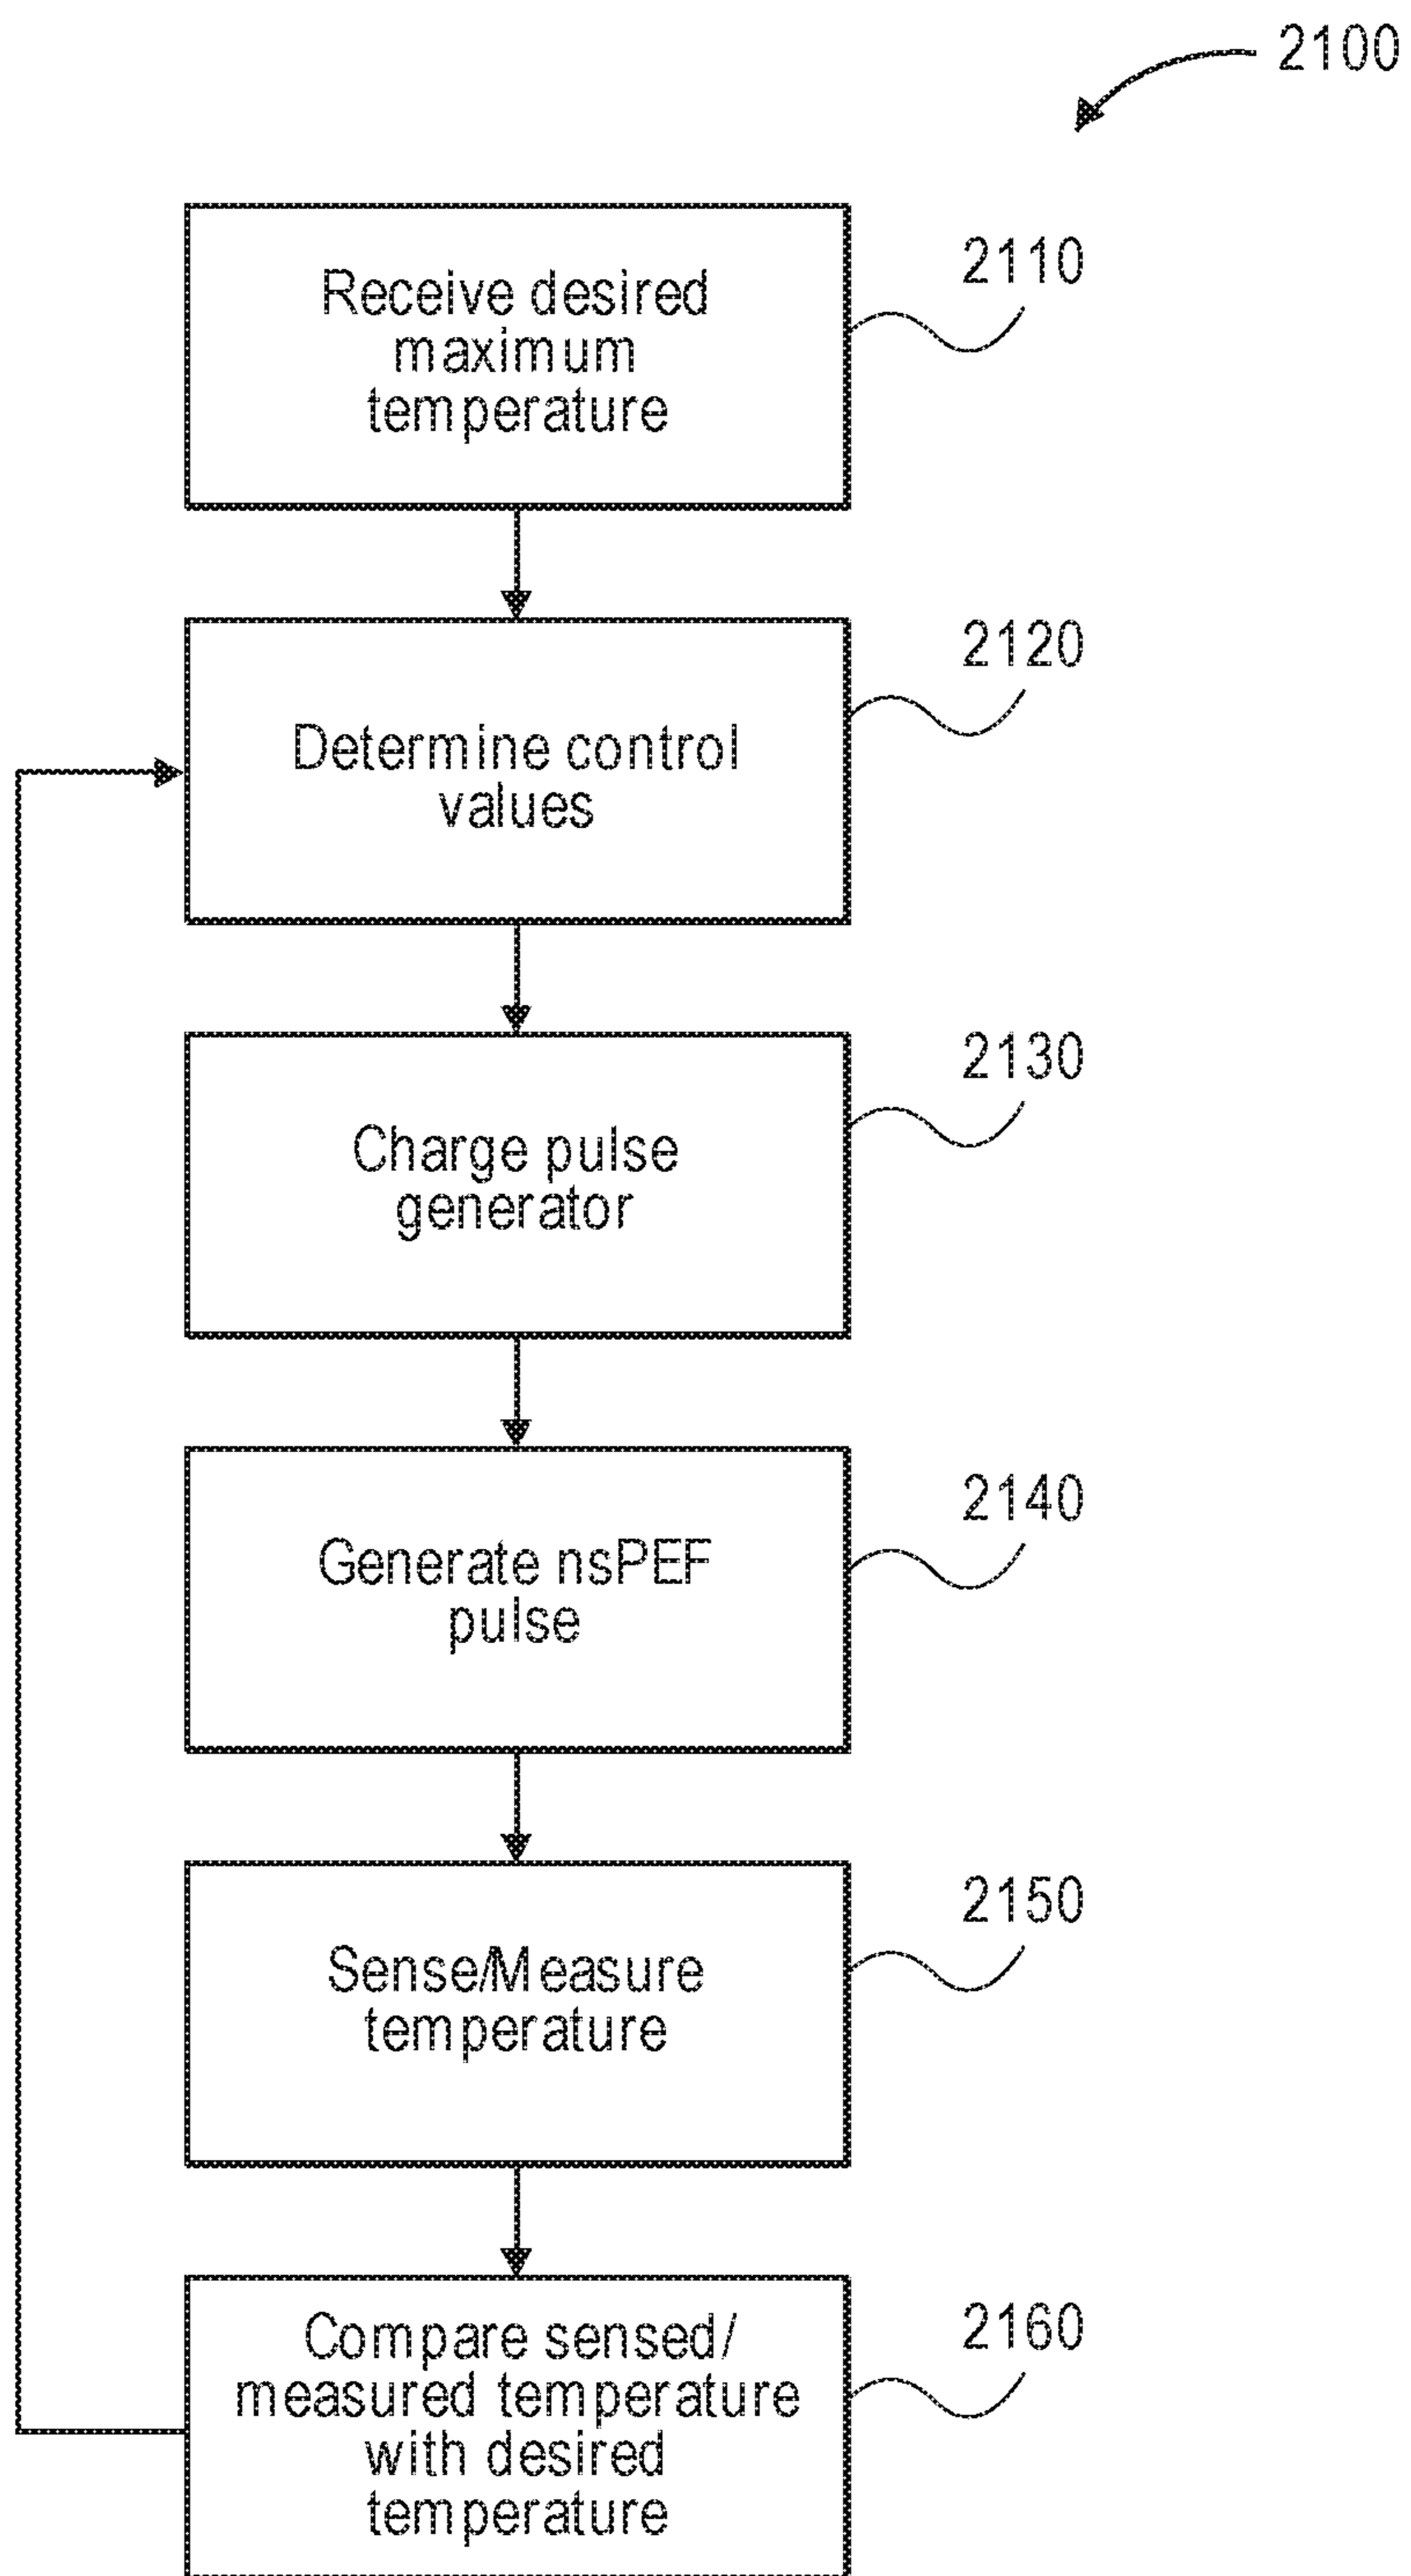 2100
Receive desired
maximum
temperature
2110
Determine control
values
2120
Charge pulse
generator
2130
Generate nsPEF
pulse
2140
Sense/Measure
temperature
2150
Compare sensed/
measured temperature
with desired
temperature
2160